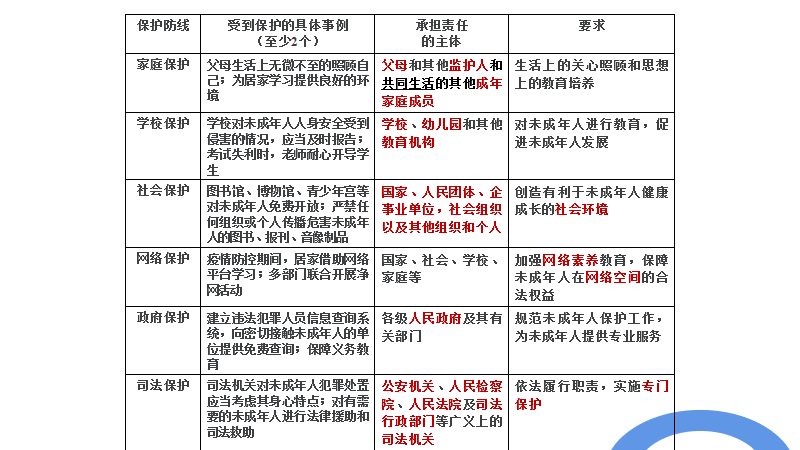 保护防线
受到保护的具体事例
（至少2个）
承担责任
的主体
要求
家庭保护
父母生活上无微不至的照顾自
己；为居家学习提供良好的环
境
父母和其他监护人和
共同生活的其他成年
家庭成员
生活上的关心照顾和思想
上的教育培养
学校保护
学校对未成年人人身安全受到
侵害的情况，应当及时报告；
考试失利时，老师耐心开导学
生
学校、幼儿园和其他
教育机构
对未成年人进行教育，促
进未成年人发展
社会保护
图书馆、博物馆、青少年宫等
对未成年人免费开放；严禁任
何组织或个人传播危害未成年
人的图书、报刊、音像制品
国家、人民团体、企
事业单位，社会组织
以及其他组织和个人
创造有利于未成年人健康
成长的社会环境
网络保护
疫情防控期间，居家借助网络
平台学习；多部门联合开展净
网活动
国家、社会、学校、
家庭等
加强网络素养教育，保障
未成年人在网络空间的合
法权益
政府保护
建立违法犯罪人员信息查询系
统，向密切接触未成年人的单
位提供免费查询；保障义务教
育
各级人民政府及其有
关部门
规范未成年人保护工作，
为未成年人提供专业服务
司法保护
司法机关对未成年人犯罪处置
应当考虑其身心特点；对有需
要的未成年人进行法律援助和
司法救助
公安机关、人民检察
院、人民法院及司法
行政部门等广义上的
司法机关
依法履行职责，实施专门
保护